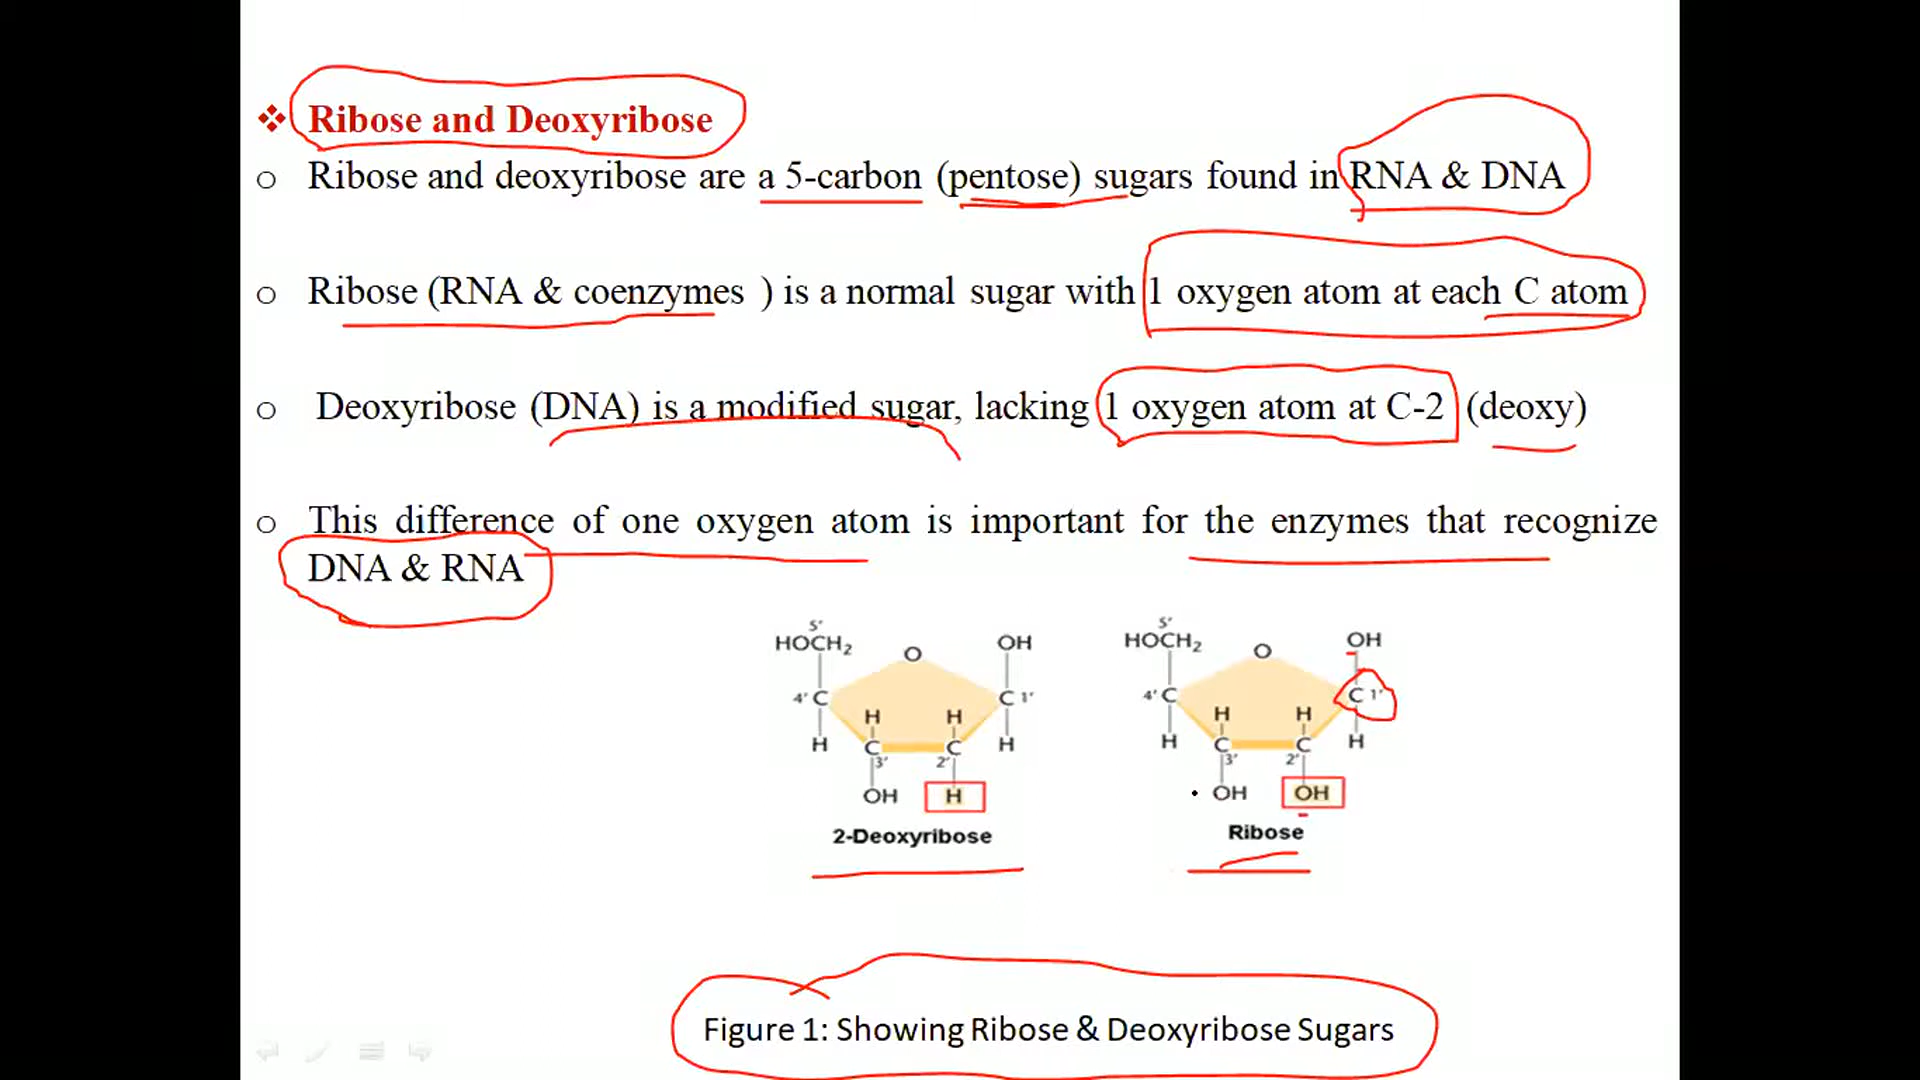 ❖ Ribose and Deoxyribose
o Ribose and deoxyribose are a 5-carbon (pentose) sugars found in RNA & DNA
o Ribose (RNA & coenzymes ) is a normal sugar with 1 oxygen atom at each C atom
o Deoxyribose (DNA) is a modified sugar, lacking 1 oxygen atom at C-2 (deoxy)
o This difference of one oxygen atom is important for the enzymes that recognize
DNA & RNA
5'
HOCH₂ O OH
4' C C 1'
H H
H C C H
3' 2'
OH H
2-Deoxyribose
5'
HOCH₂ O OH
4' C C 1'
H H
H C C H
3' 2'
OH OH
Ribose
Figure 1: Showing Ribose & Deoxyribose Sugars